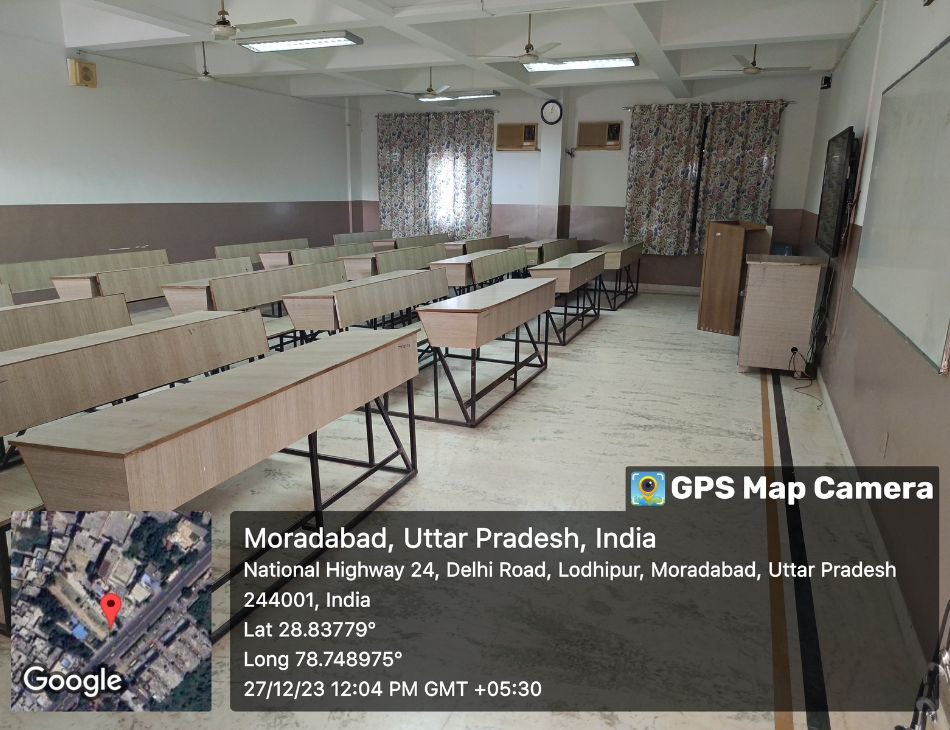 GPS Map Camera
Moradabad, Uttar Pradesh, India
National Highway 24, Delhi Road, Lodhipur, Moradabad, Uttar Pradesh
244001, India
Lat 28.83779°
Long 78.748975°
27/12/23 12:04 PM GMT +05:30
Google